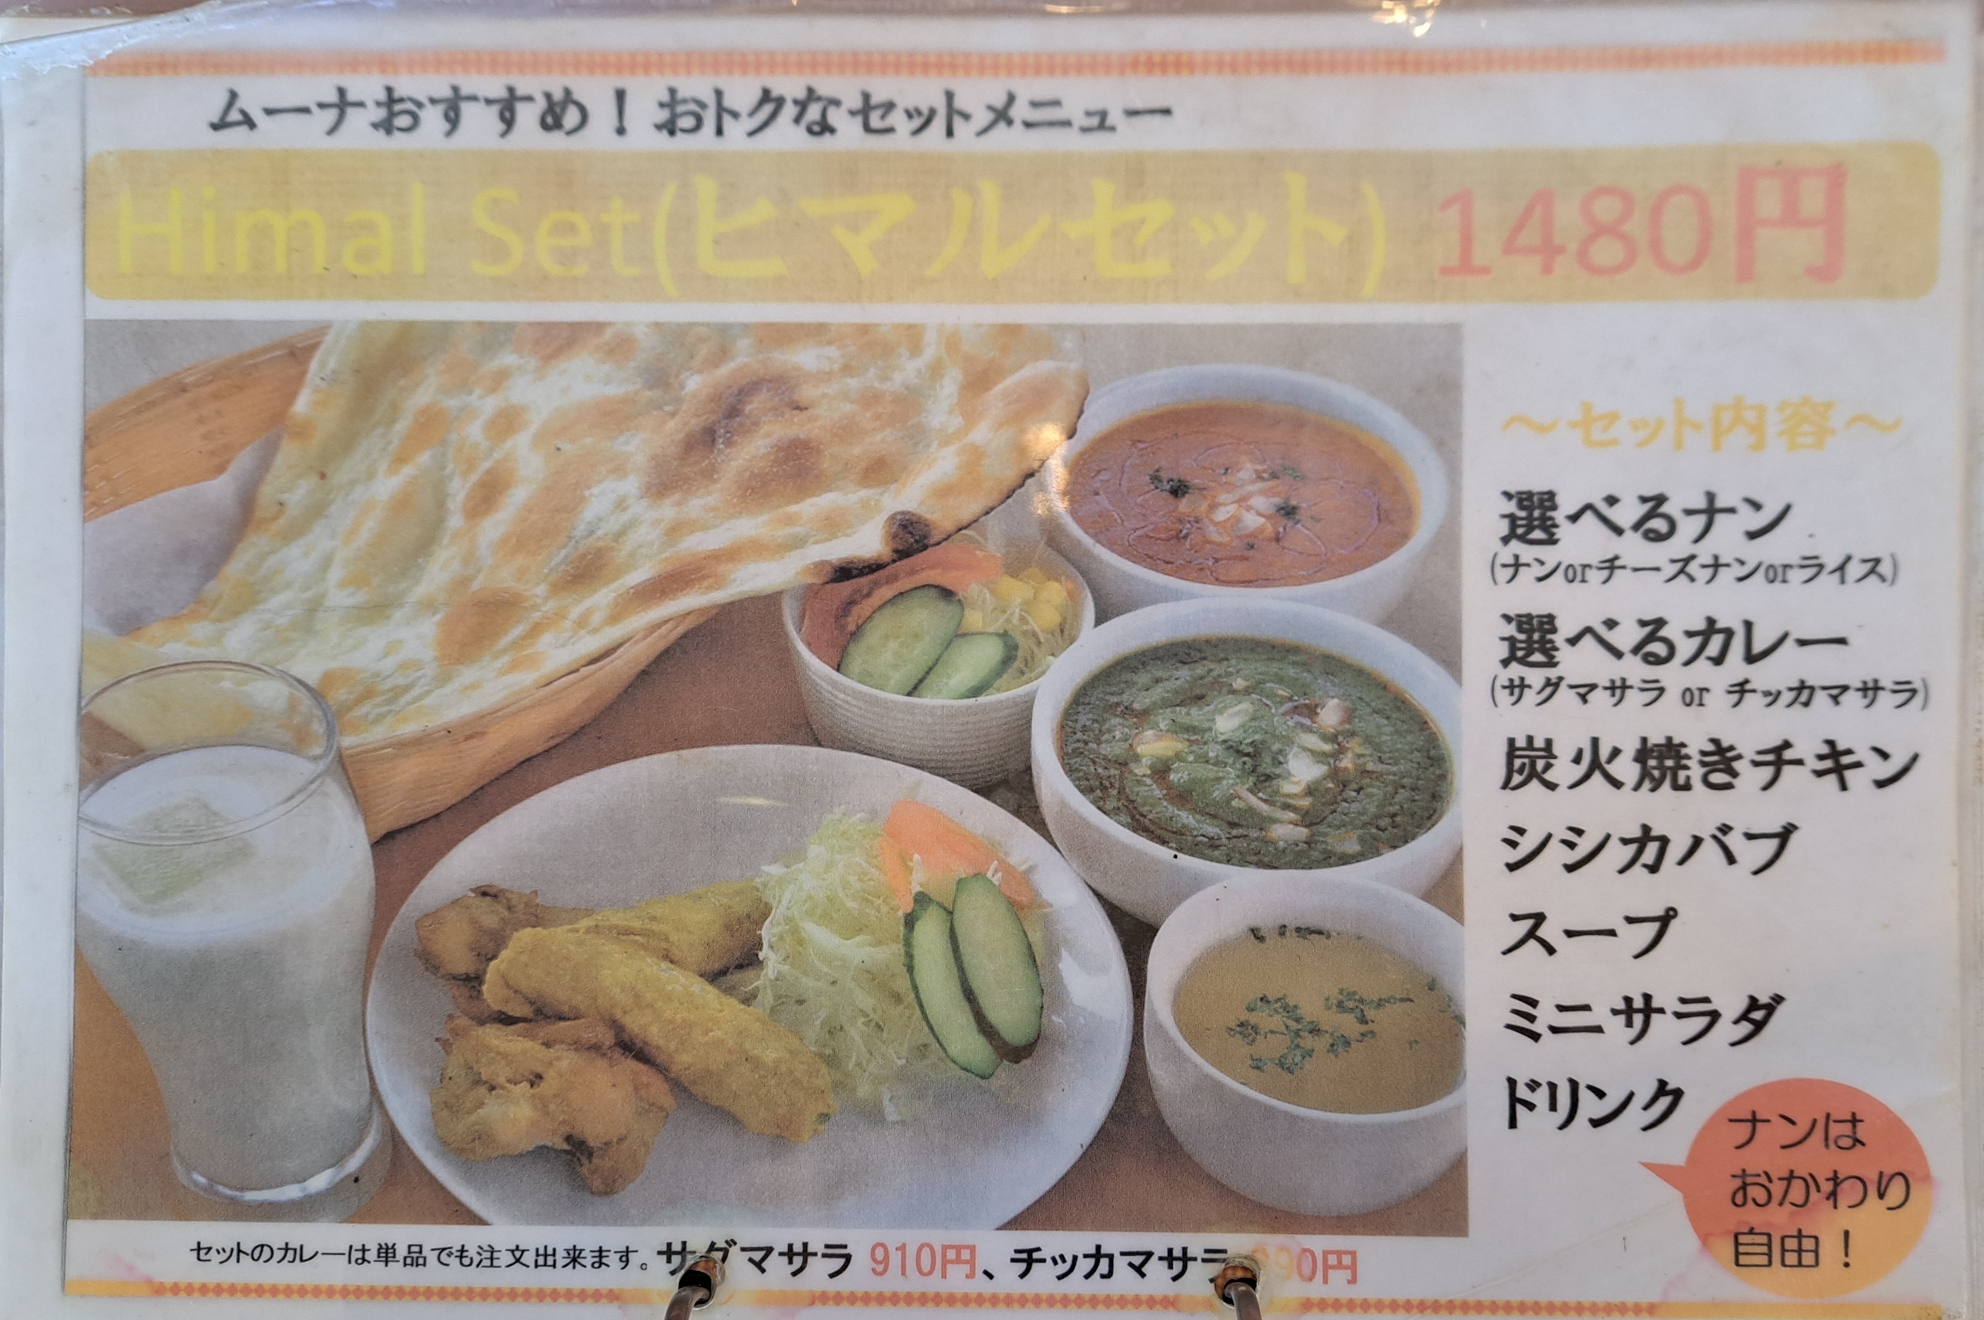 ムーナおすすめ！おトクなセットメニュー
Himal Set(ヒマルセット) 1480円
～セット内容～
選べるナン
(ナンorチーズナンorライス)
選べるカレー
(サグマサラ or チッカマサラ)
炭火焼きチキン
シシカバブ
スープ
ミニサラダ
ドリンク
ナンは
おかわり
自由！
セットのカレーは単品でも注文出来ます。サグマサラ 910円、チッカマサラ